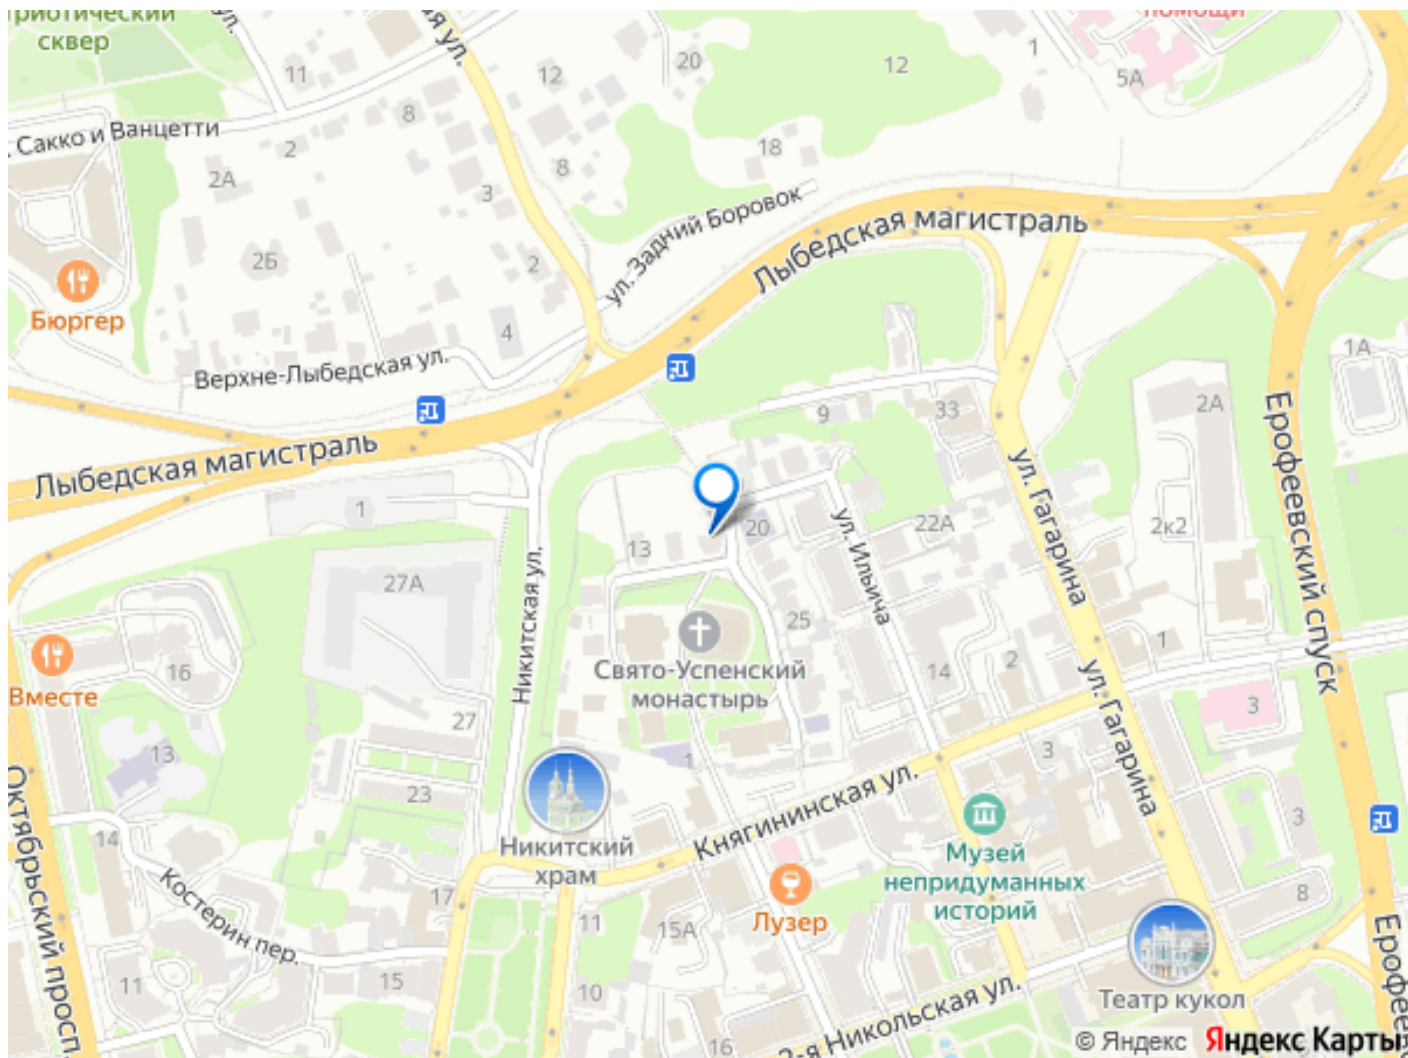 сквер
помощи
ул.
ул.
11
12
20
12
1
5А
8
Сакко и Ванцетти
2
2А
3
8
18
ул. Задний Боровок
Лыбедская магистраль
2Б
2
4
Бюргер
Верхне-Лыбедская ул.
1А
Лыбедская магистраль
9
33
2А
Ерофеевский спуск
1
13
20
ул. Ильича
22А
ул. Гагарина
2к2
27А
Никитская ул.
25
Свято-Успенский
монастырь
14
2
1
Вместе
16
3
ул. Гагарина
27
13
1
3
23
Княгининская ул.
Музей
непридуманных
историй
3
14
Никитский
храм
Октябрьский просп.
Костерин пер.
17
11
15А
Лузер
8
11
15
10
16
2-я Никольская ул.
Театр кукол
© Яндекс Яндекс Карты